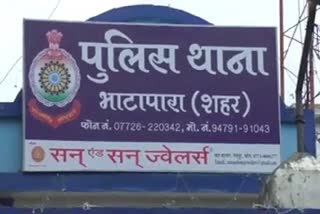 पुलिस थाना
भाटापारा (शहर)
फोन नं. 07726-220342, मो. नं.94791-91043
सन् एंड सन् ज्वेलर्स